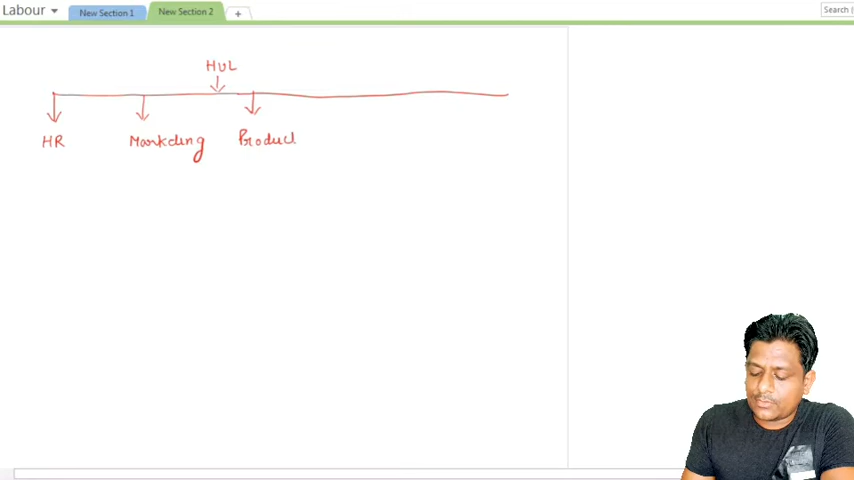 Labour
New Section 1 New Section 2 +
Search (
HUL
HR Marketing Product